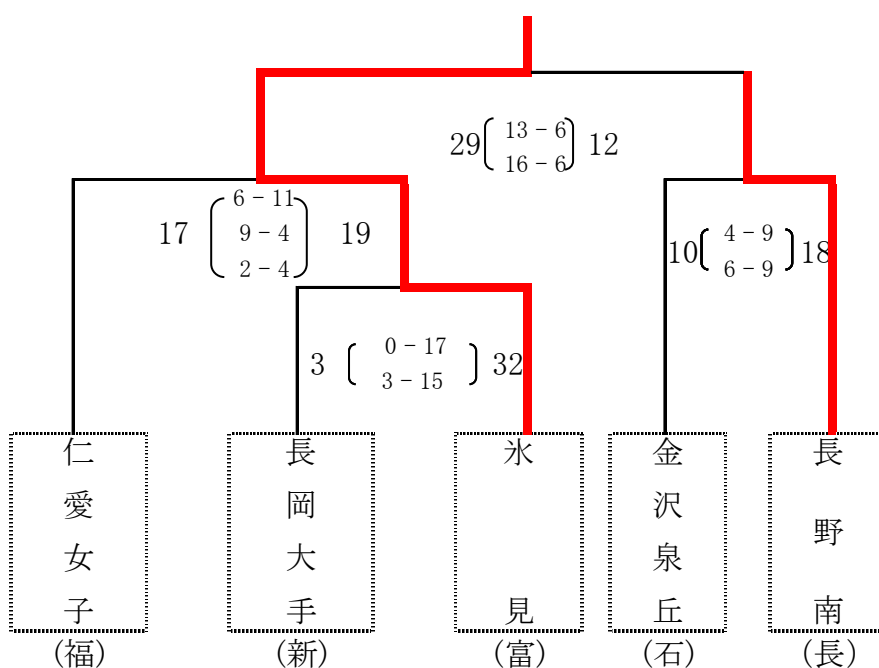 29 13－6 12
16－6
6－11
17 9－4 19
2－4
4－9
10 18
6－9
0－17
3 32
3－15
仁愛女子
長岡大手
氷見
金沢泉丘
長野南
(福)
(新)
(富)
(石)
(長)